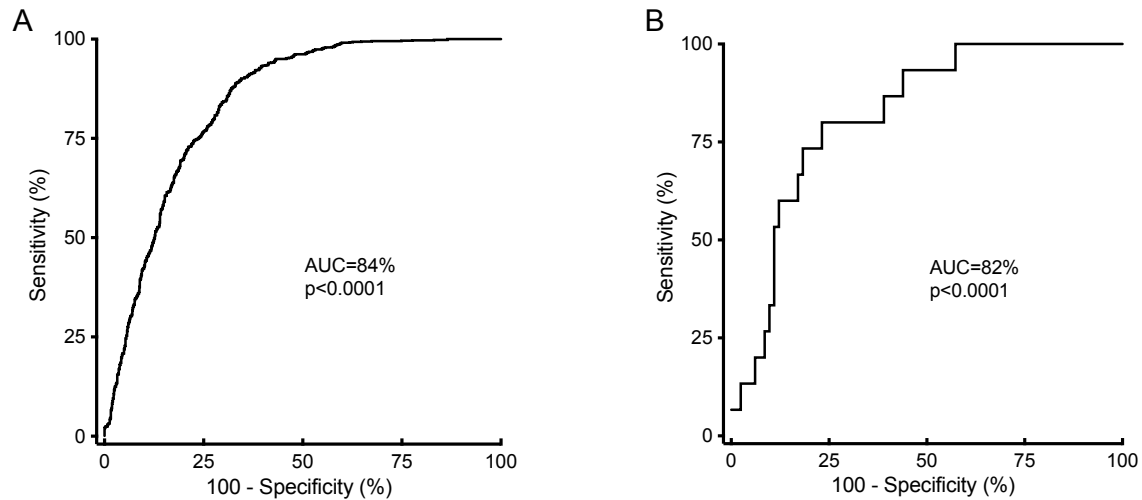 A
100
75
50
25
0
Sensitivity (%)
AUC=84%
p<0.0001
0 25 50 75 100
100 - Specificity (%)
B
100
75
50
25
0
Sensitivity (%)
AUC=82%
p<0.0001
0 25 50 75 100
100 - Specificity (%)